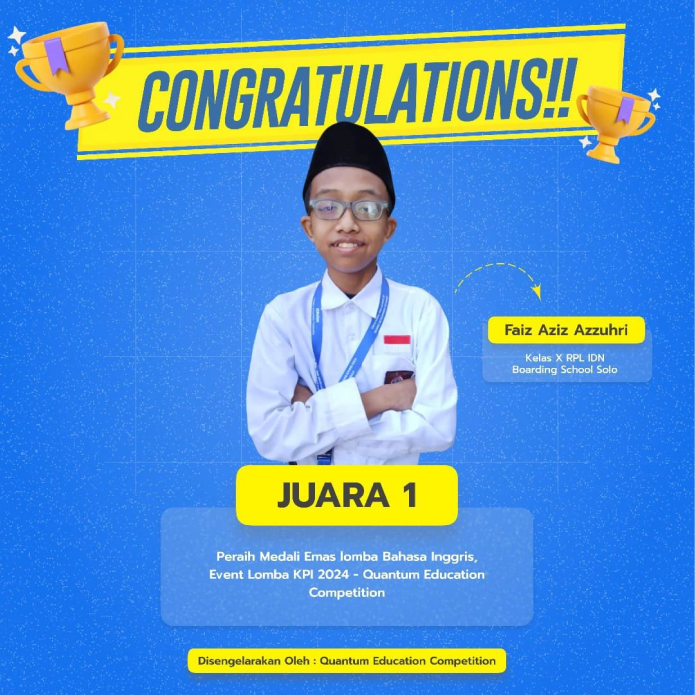 CONGRATULATIONS!!
Faiz Aziz Azzuhri
Kelas X RPL IDN
Boarding School Solo
JUARA 1
Peraih Medali Emas lomba Bahasa Inggris,
Event Lomba KPI 2024 - Quantum Education
Competition
Disengelarakan Oleh : Quantum Education Competition